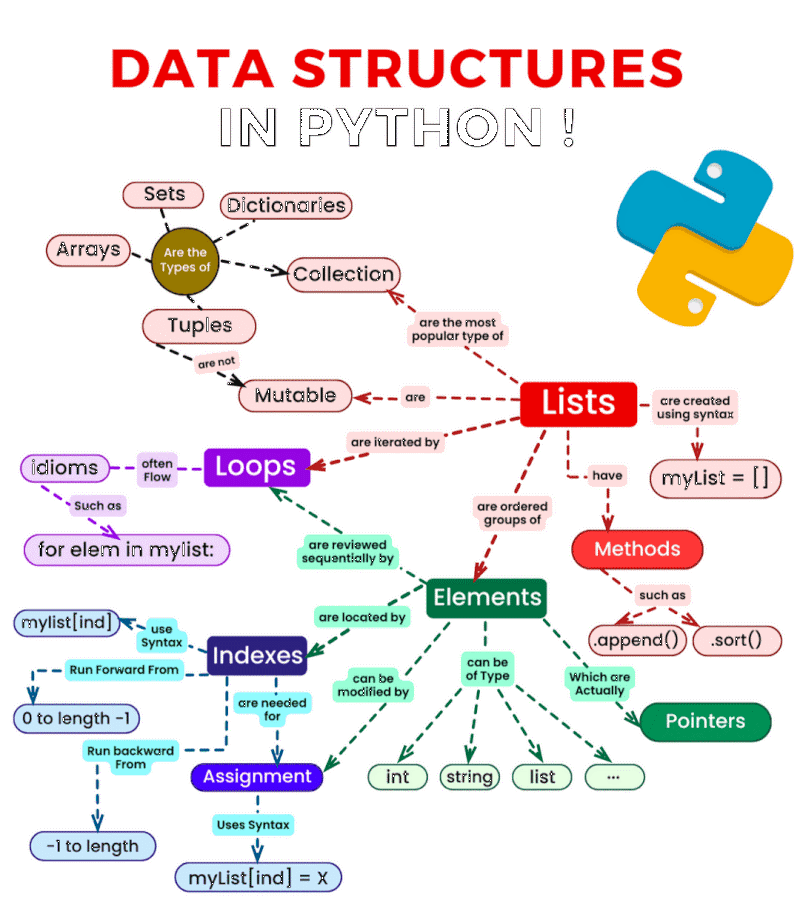 DATA STRUCTURES
IN PYTHON !
Sets
Dictionaries
Arrays
Are the
Types of
Collection
Tuples
are the most
popular type of
are not
Mutable
are
Lists
are created
using syntax
are iterated by
myList = []
idioms
often
Flow
Loops
have
Such as
are ordered
groups of
for elem in mylist:
Methods
are reviewed
sequentially by
such as
Elements
mylist[ind]
use
Syntax
are located by
.append()
.sort()
Indexes
Run Forward From
can be
modified by
can be
of Type
Which are
Actually
0 to length -1
are needed
for
Pointers
Run backward
From
Assignment
int
string
list
...
Uses Syntax
-1 to length
myList[ind] = X